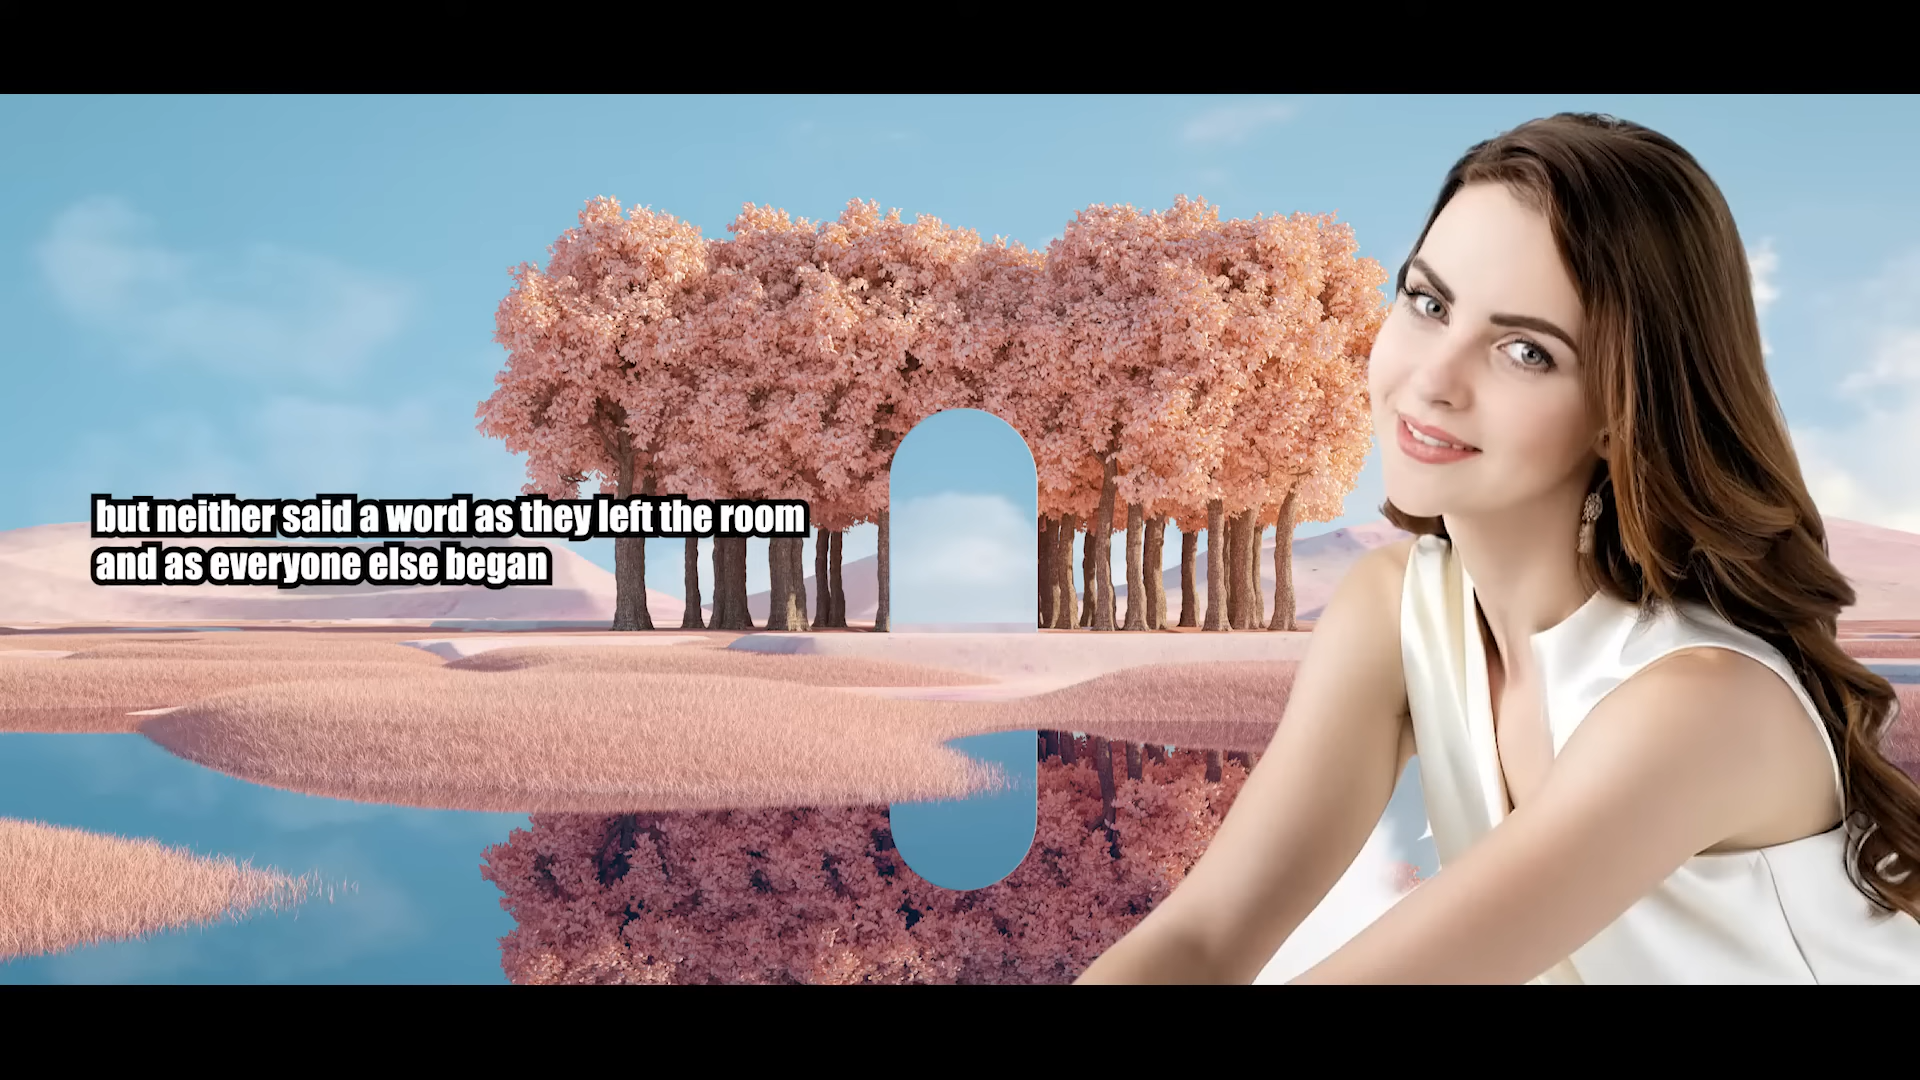 but neither said a word as they left the room
and as everyone else began